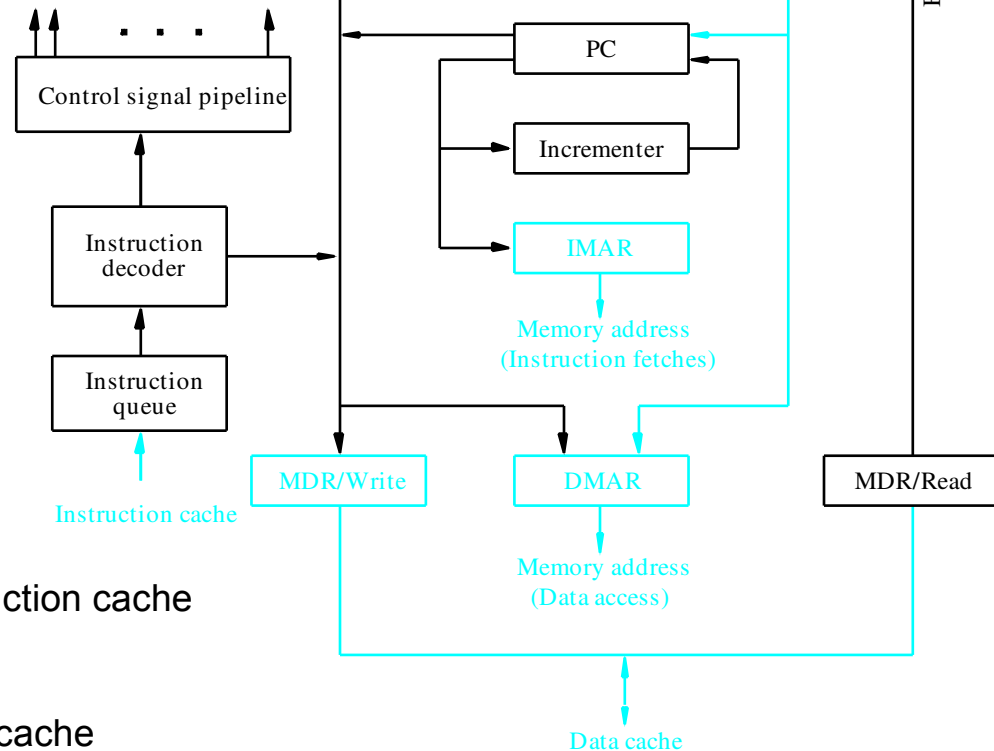 PC
Control signal pipeline
Incrementer
Instruction
decoder
IMAR
Memory address
(Instruction fetches)
Instruction
queue
MDR/Write
DMAR
MDR/Read
Instruction cache
Memory address
(Data access)
ction cache
cache
Data cache